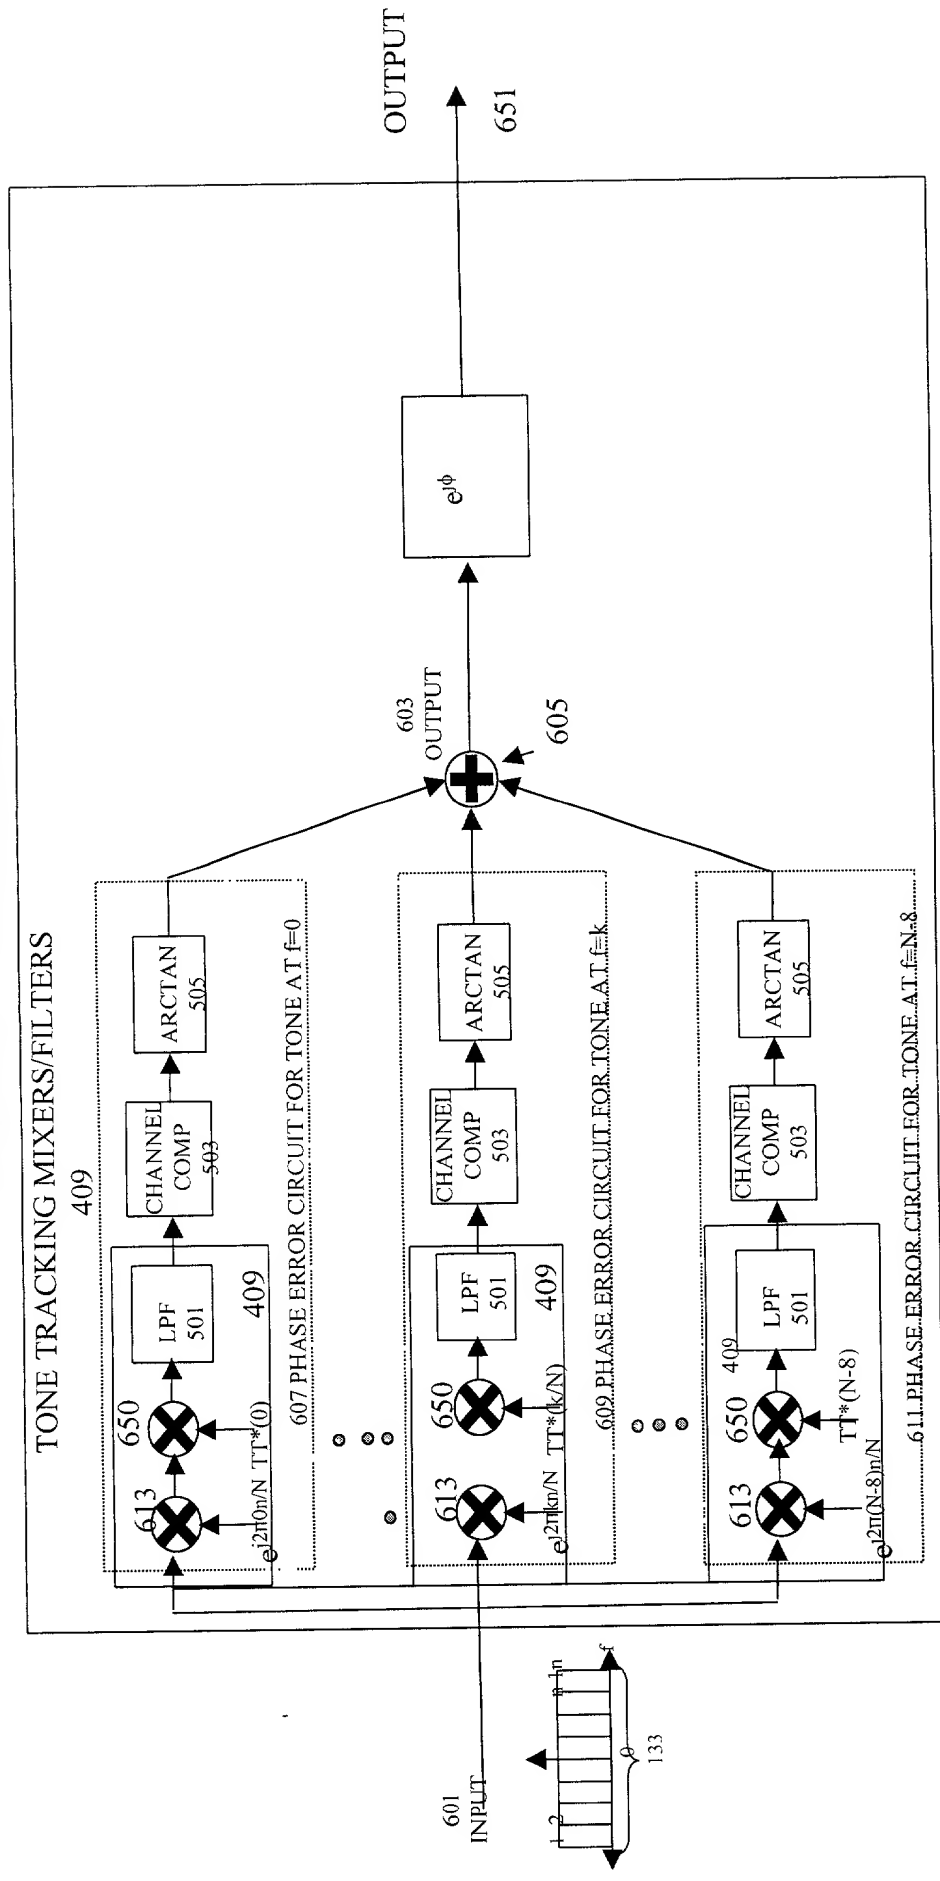 TONE TRACKING MIXERS/FILTERS
409
613
650
LPF
501
409
CHANNEL
COMP
503
ARCTAN
505
e^j2π0n/N TT*(0)
607 PHASE ERROR CIRCUIT FOR TONE AT f=0
601
INPUT
613
650
LPF
501
409
CHANNEL
COMP
503
ARCTAN
505
e^j2πkn/N TT*(k/N)
609 PHASE ERROR CIRCUIT FOR TONE AT f=k
603
OUTPUT
605
e^jϕ
OUTPUT
651
613
650
409
LPF
501
CHANNEL
COMP
503
ARCTAN
505
TT*(N-8)
e^j2π(N-8)n/N
611 PHASE ERROR CIRCUIT FOR TONE AT f=N-8
1 2 n 1n
f
0
133